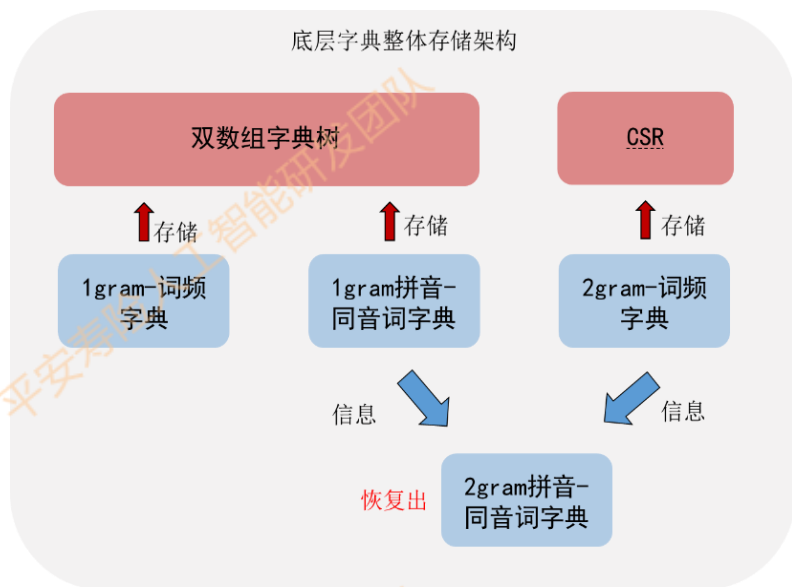 底层字典整体存储架构
双数组字典树
CSR
存储
存储
存储
1gram-词频
字典
1gram拼音-
同音词字典
2gram-词频
字典
信息
信息
恢复出
2gram拼音-
同音词字典
平安寿险人工智能研发团队